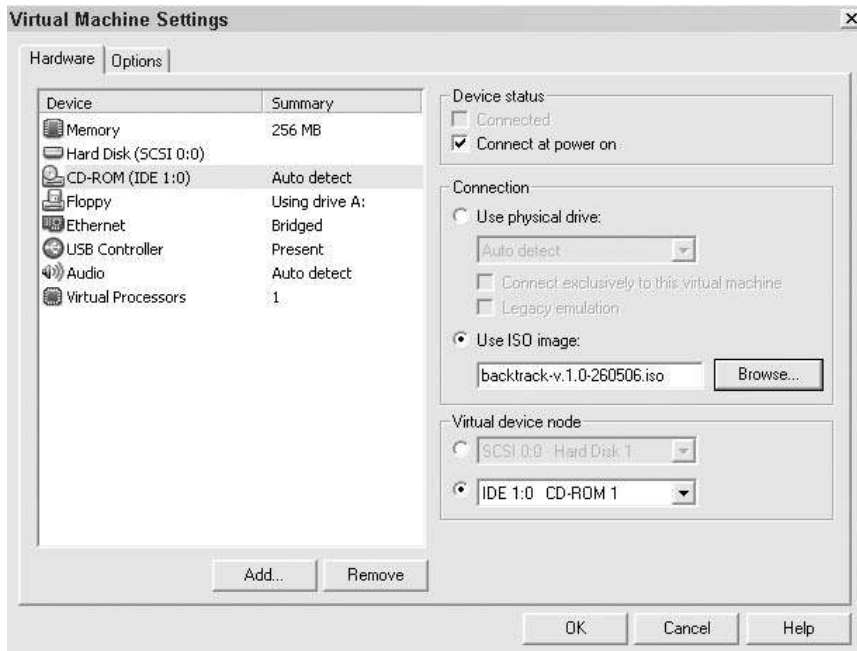 Virtual Machine Settings
Hardware Options
Device Summary
Memory 256 MB
Hard Disk (SCSI 0:0)
CD-ROM (IDE 1:0) Auto detect
Floppy Using drive A:
Ethernet Bridged
USB Controller Present
Audio Auto detect
Virtual Processors 1
Add... Remove
Device status
Connected
Connect at power on
Connection
Use physical drive:
Auto detect
Connect exclusively to this virtual machine
Legacy emulation
Use ISO image:
backtrack-v.1.0-260506.iso Browse...
Virtual device node
SCSI 0:0 Hard Disk 1
IDE 1:0 CD-ROM 1
OK Cancel Help